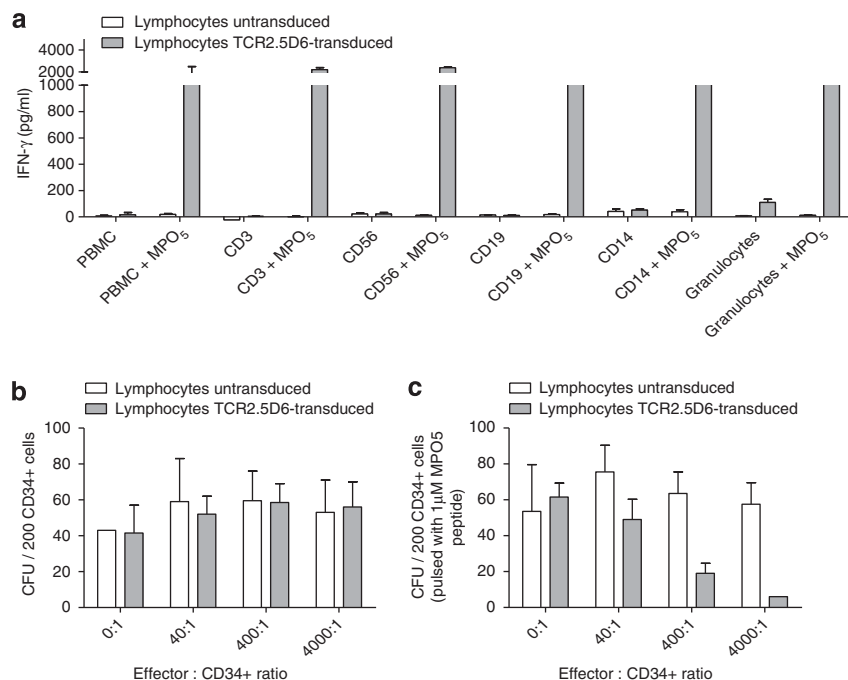 a
Lymphocytes untransduced
Lymphocytes TCR2.5D6-transduced
IFN-γ (pg/ml)
4000
2000
1000
800
600
400
200
0
PBMC
PBMC + MPO5
CD3
CD3 + MPO5
CD56
CD56 + MPO5
CD19
CD19 + MPO5
CD14
CD14 + MPO5
Granulocytes
Granulocytes + MPO5
b
Lymphocytes untransduced
Lymphocytes TCR2.5D6-transduced
CFU / 200 CD34+ cells
100
80
60
40
20
0
0:1
40:1
400:1
4000:1
Effector : CD34+ ratio
c
Lymphocytes untransduced
Lymphocytes TCR2.5D6-transduced
CFU / 200 CD34+ cells
(pulsed with 1μM MPO5
peptide)
100
80
60
40
20
0
0:1
40:1
400:1
4000:1
Effector : CD34+ ratio